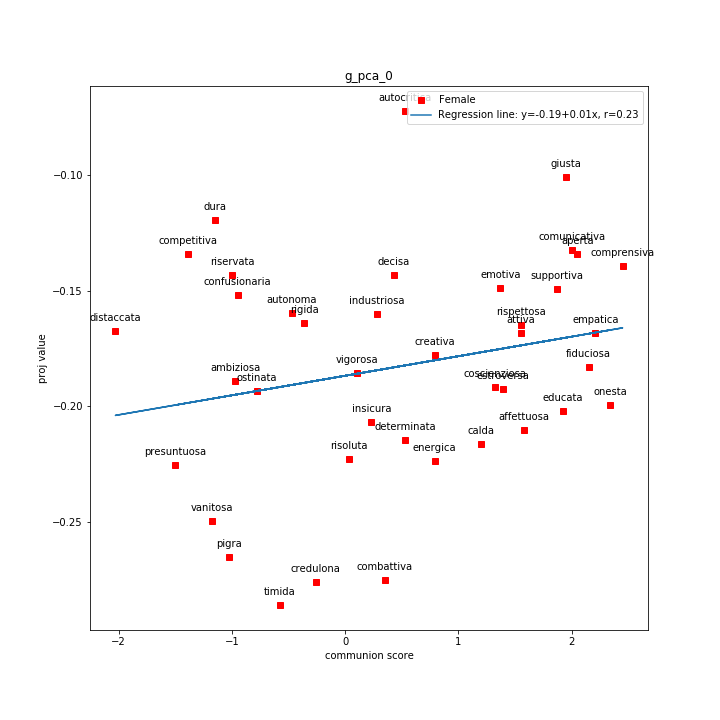 g_pca_0
Female
Regression line: y=-0.19+0.01x, r=0.23
autocritica
giusta
dura
competitiva
comunicativa
aperta
comprensiva
riservata
decisa
confusionaria
emotiva
supportiva
autonoma
rigida
industriosa
distaccata
rispettosa
attiva
empatica
creativa
vigorosa
fiduciosa
ambiziosa
ostinata
coscienziosa
estroversa
educata
onesta
insicura
determinata
affettuosa
risoluta
energica
calda
presuntuosa
vanitosa
pigra
credulona
combattiva
timida
−0.10
−0.15
−0.20
−0.25
proj value
−2
−1
0
1
2
communion score